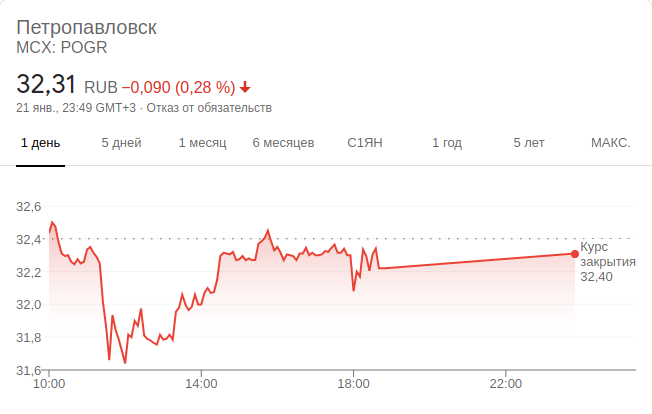 Петропавловск
MCX: POGR
32,31 RUB −0,090 (0,28 %)
21 янв., 23:49 GMT+3 · Отказ от обязательств
1 день 5 дней 1 месяц 6 месяцев С1ЯН 1 год 5 лет МАКС.
32,6
32,4
32,2
32,0
31,8
31,6
Курс
закрытия
32,40
10:00 14:00 18:00 22:00